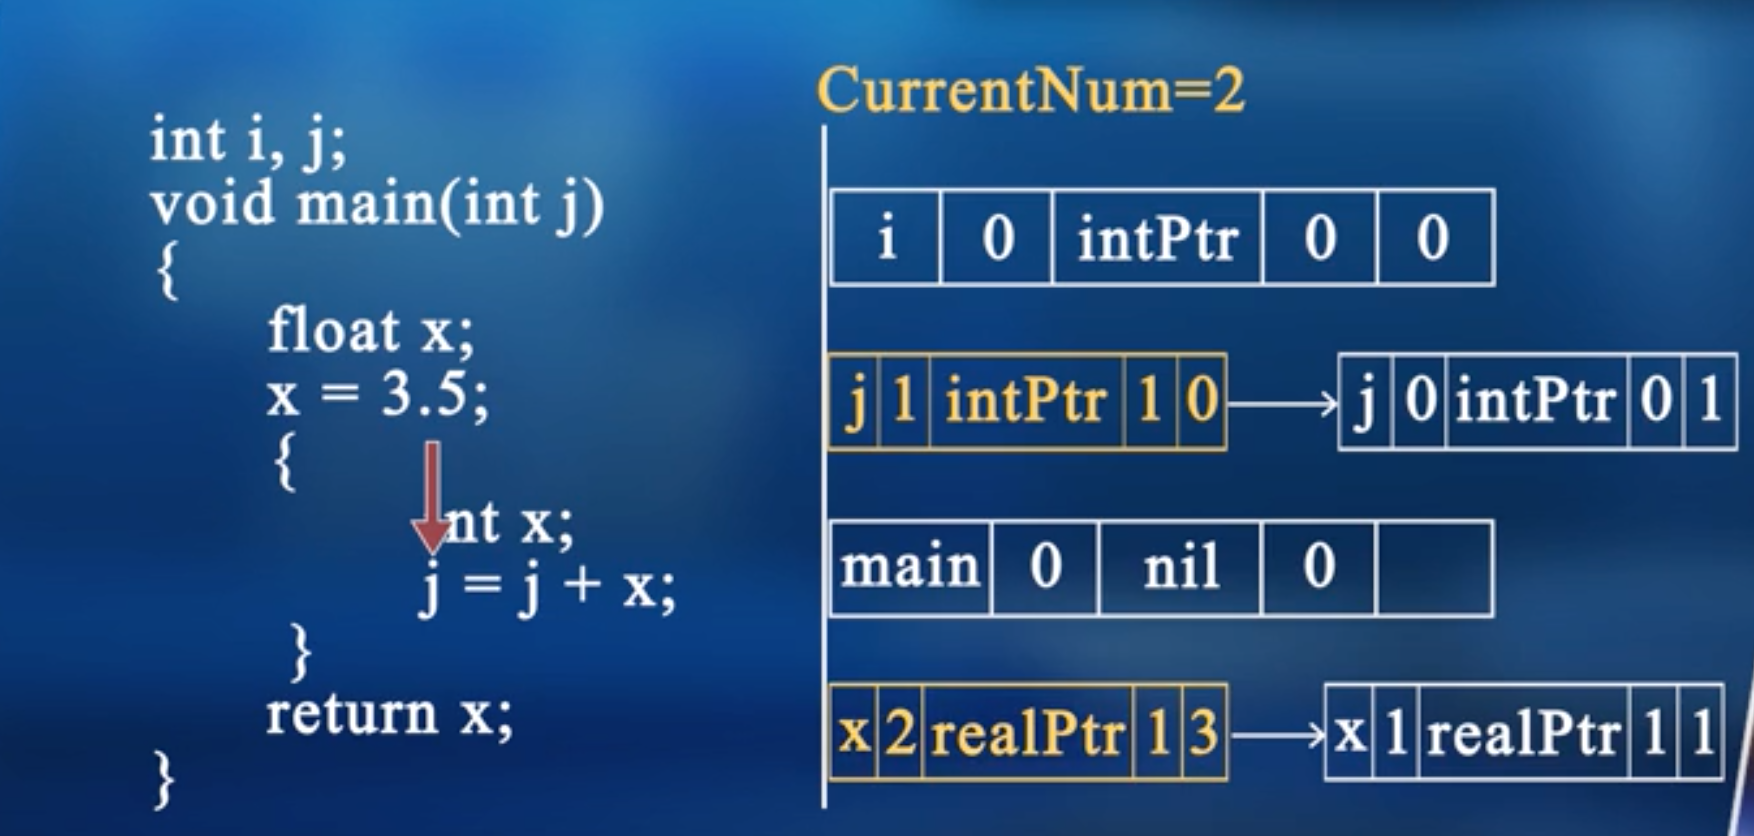 int i, j;
void main(int j)
{
float x;
x = 3.5;
{
nt x;
j = j + x;
}
return x;
}
CurrentNum=2
i 0 intPtr 0 0
j 1 intPtr 1 0 j 0 intPtr 0 1
main 0 nil 0
x 2 realPtr 1 3 x 1 realPtr 1 1